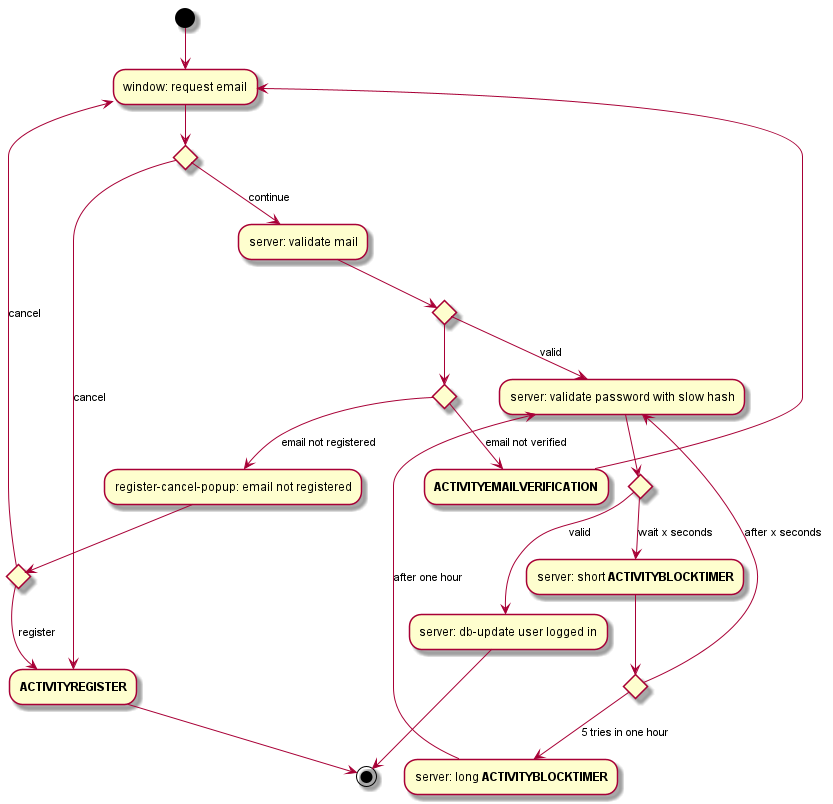 window: request email
continue
server: validate mail
cancel
valid
cancel
server: validate password with slow hash
email not registered
email not verified
register-cancel-popup: email not registered
ACTIVITYEMAILVERIFICATION
valid
wait x seconds
after x seconds
after one hour
server: short ACTIVITYBLOCKTIMER
register
server: db-update user logged in
ACTIVITYREGISTER
5 tries in one hour
server: long ACTIVITYBLOCKTIMER